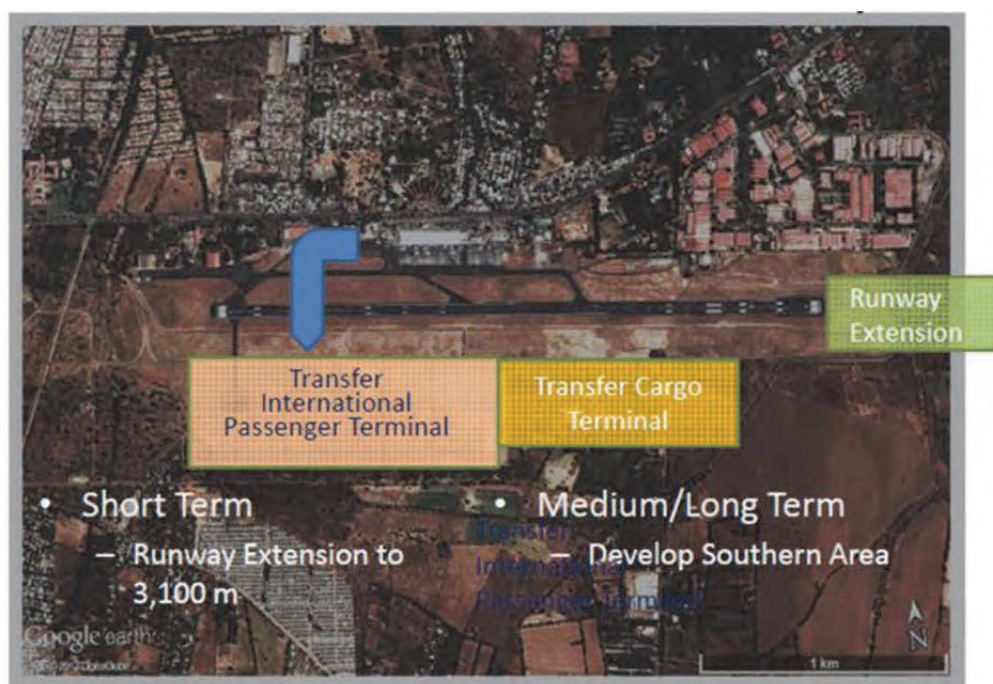 Runway
Extension
Transfer
International
Passenger Terminal
Transfer Cargo
Terminal
• Short Term
– Runway Extension to
3,100 m
• Medium/Long Term
– Develop Southern Area
Transfer
International
Passenger Terminal
Google earth
N
1 km